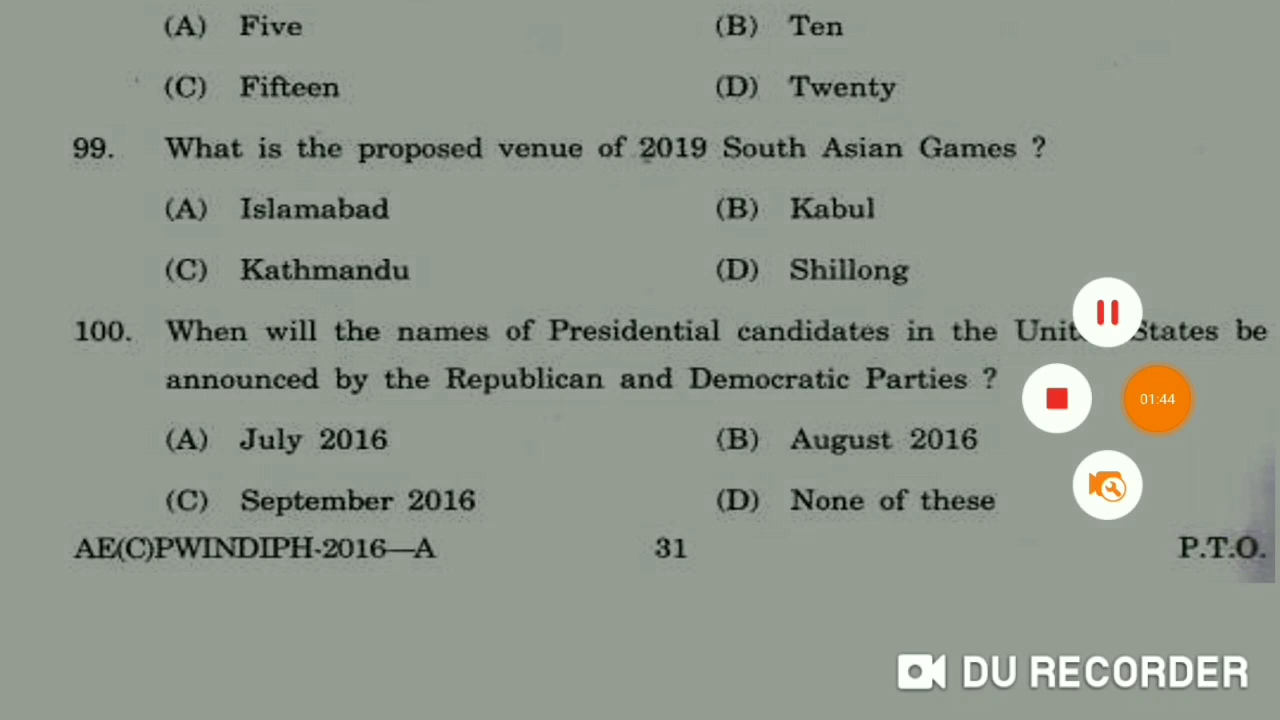 (A) Five (B) Ten
(C) Fifteen (D) Twenty
99. What is the proposed venue of 2019 South Asian Games ?
(A) Islamabad (B) Kabul
(C) Kathmandu (D) Shillong
100. When will the names of Presidential candidates in the States be
announced by the Republican and Democratic Parties ?
01:44
(A) July 2016 (B) August 2016
(C) September 2016 (D) None of these
AE(C)PWINDIPH-2016—A 31 P.T.O.
DU RECORDER